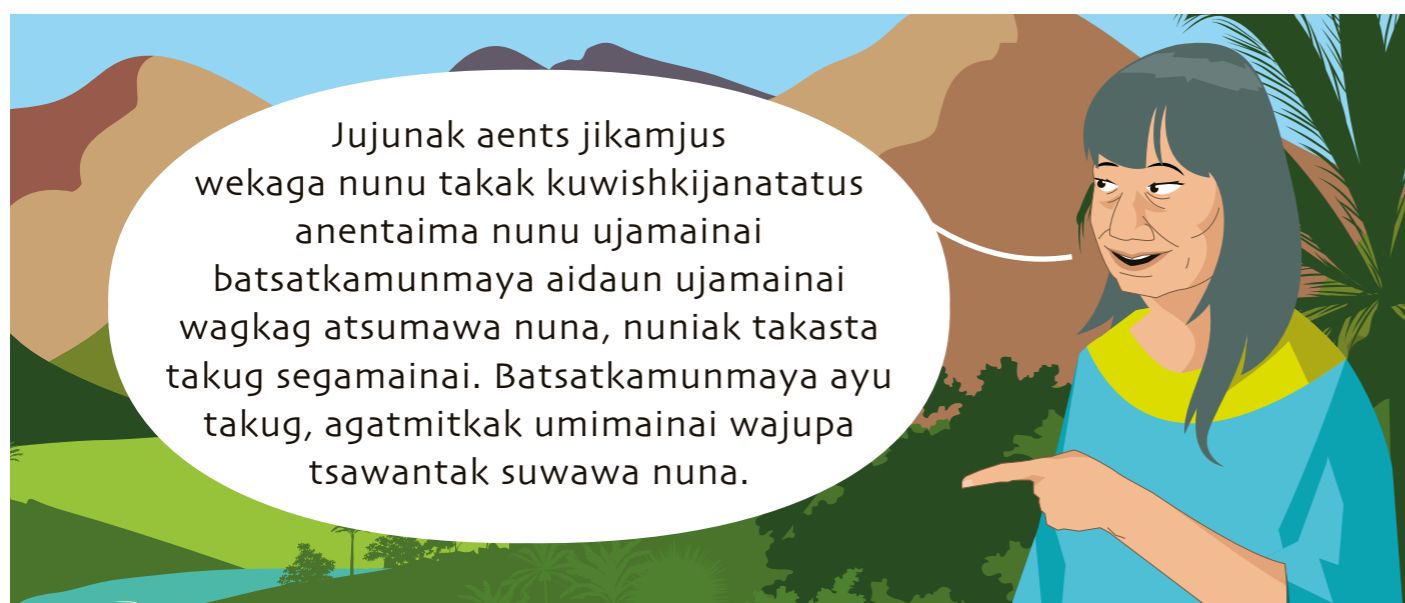 Jujunak aents jikamjus
wekaga nunu takak kuwishkijanatatus
anentaima nunu ujamainai
batsatkamunmaya aidaun ujamainai
wagkag atsumawa nuna, nuniak takasta
takug segamainai. Batsatkamunmaya ayu
takug, agatmitkak umimainai wajupa
tsawantak suwawa nuna.